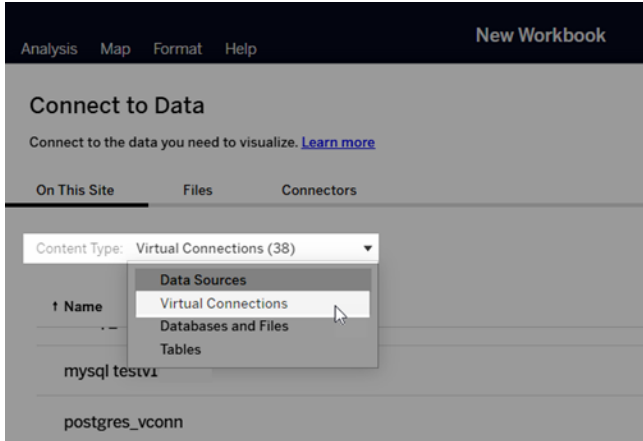 New Workbook
Analysis Map Format Help
Connect to Data
Connect to the data you need to visualize. Learn more
On This Site Files Connectors
Content Type: Virtual Connections (38)
Data Sources
↑ Name Virtual Connections
Databases and Files
Tables
mysql testv1
postgres_vconn